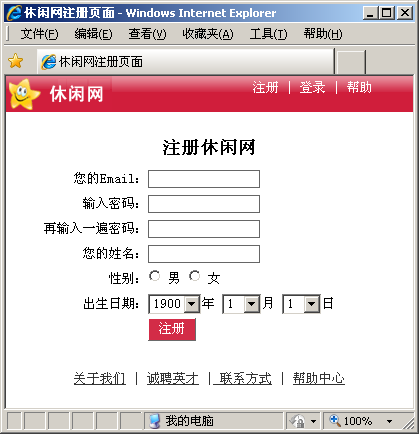 休闲网注册页面 - Windows Internet Explorer
文件(F) 编辑(E) 查看(V) 收藏夹(A) 工具(T) 帮助(H)
休闲网注册页面
休闲网
注册 | 登录 | 帮助
注册休闲网
您的Email:
输入密码:
再输入一遍密码:
您的姓名:
性别: 男 女
出生日期: 1900 年 1 月 1 日
注册
关于我们 | 诚聘英才 | 联系方式 | 帮助中心
我的电脑 100%